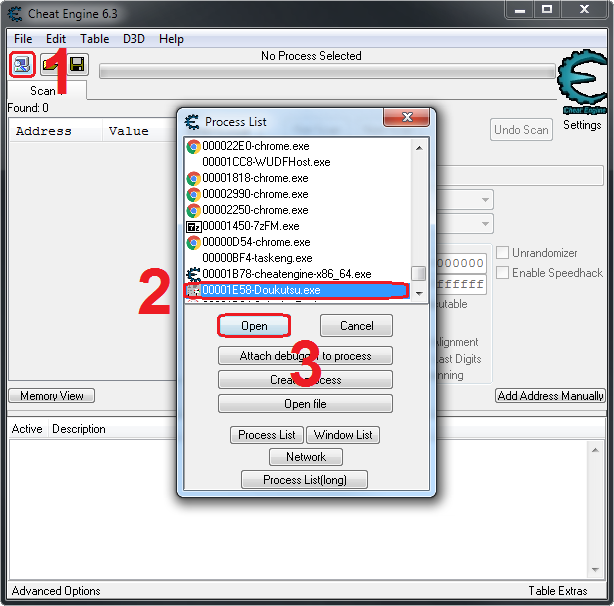 Cheat Engine 6.3
File Edit Table D3D Help
1
No Process Selected
Scan
Found: 0
Address Value
Undo Scan
Cheat Engine
Settings
Process List
000022E0-chrome.exe
00001CC8-WUDFHost.exe
00001818-chrome.exe
00002990-chrome.exe
00002250-chrome.exe
00001450-7zFM.exe
00000D54-chrome.exe
00000BF4-taskeng.exe
00001B78-cheatengine-x86_64.exe
00001E58-Doukutsu.exe
2
Unrandomizer
000000
Enable Speedhack
ffffff
utable
Open Cancel
Attach debugger to process
3
Alignment
ast Digits
nning
Create Process
Open file
Memory View
Add Address Manually
Process List Window List
Network
Process List(long)
Active Description
Advanced Options Table Extras